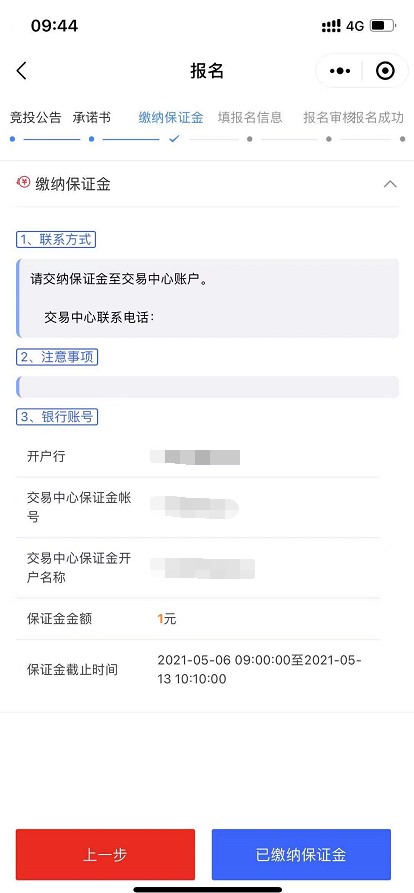 09:44
4G
报名
竞投公告 承诺书 缴纳保证金 填报名信息 报名审核 报名成功
缴纳保证金
1、联系方式
请交纳保证金至交易中心账户。
交易中心联系电话：
2、注意事项
3、银行账号
开户行
交易中心保证金帐
号
交易中心保证金开
户名称
保证金金额 1元
保证金截止时间 2021-05-06 09:00:00至2021-05-
13 10:10:00
上一步 已缴纳保证金